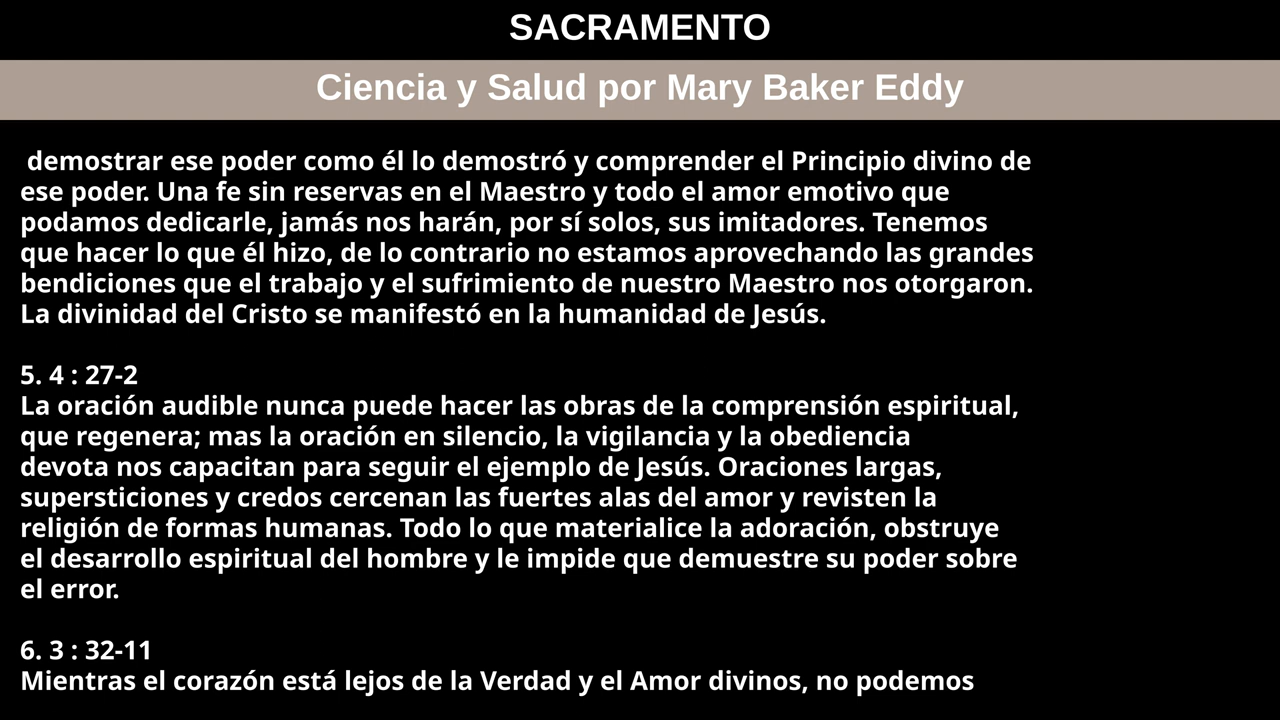 SACRAMENTO
Ciencia y Salud por Mary Baker Eddy
demostrar ese poder como él lo demostró y comprender el Principio divino de
ese poder. Una fe sin reservas en el Maestro y todo el amor emotivo que
podamos dedicarle, jamás nos harán, por sí solos, sus imitadores. Tenemos
que hacer lo que él hizo, de lo contrario no estamos aprovechando las grandes
bendiciones que el trabajo y el sufrimiento de nuestro Maestro nos otorgaron.
La divinidad del Cristo se manifestó en la humanidad de Jesús.
5. 4 : 27-2
La oración audible nunca puede hacer las obras de la comprensión espiritual,
que regenera; mas la oración en silencio, la vigilancia y la obediencia
devota nos capacitan para seguir el ejemplo de Jesús. Oraciones largas,
supersticiones y credos cercenan las fuertes alas del amor y revisten la
religión de formas humanas. Todo lo que materialice la adoración, obstruye
el desarrollo espiritual del hombre y le impide que demuestre su poder sobre
el error.
6. 3 : 32-11
Mientras el corazón está lejos de la Verdad y el Amor divinos, no podemos